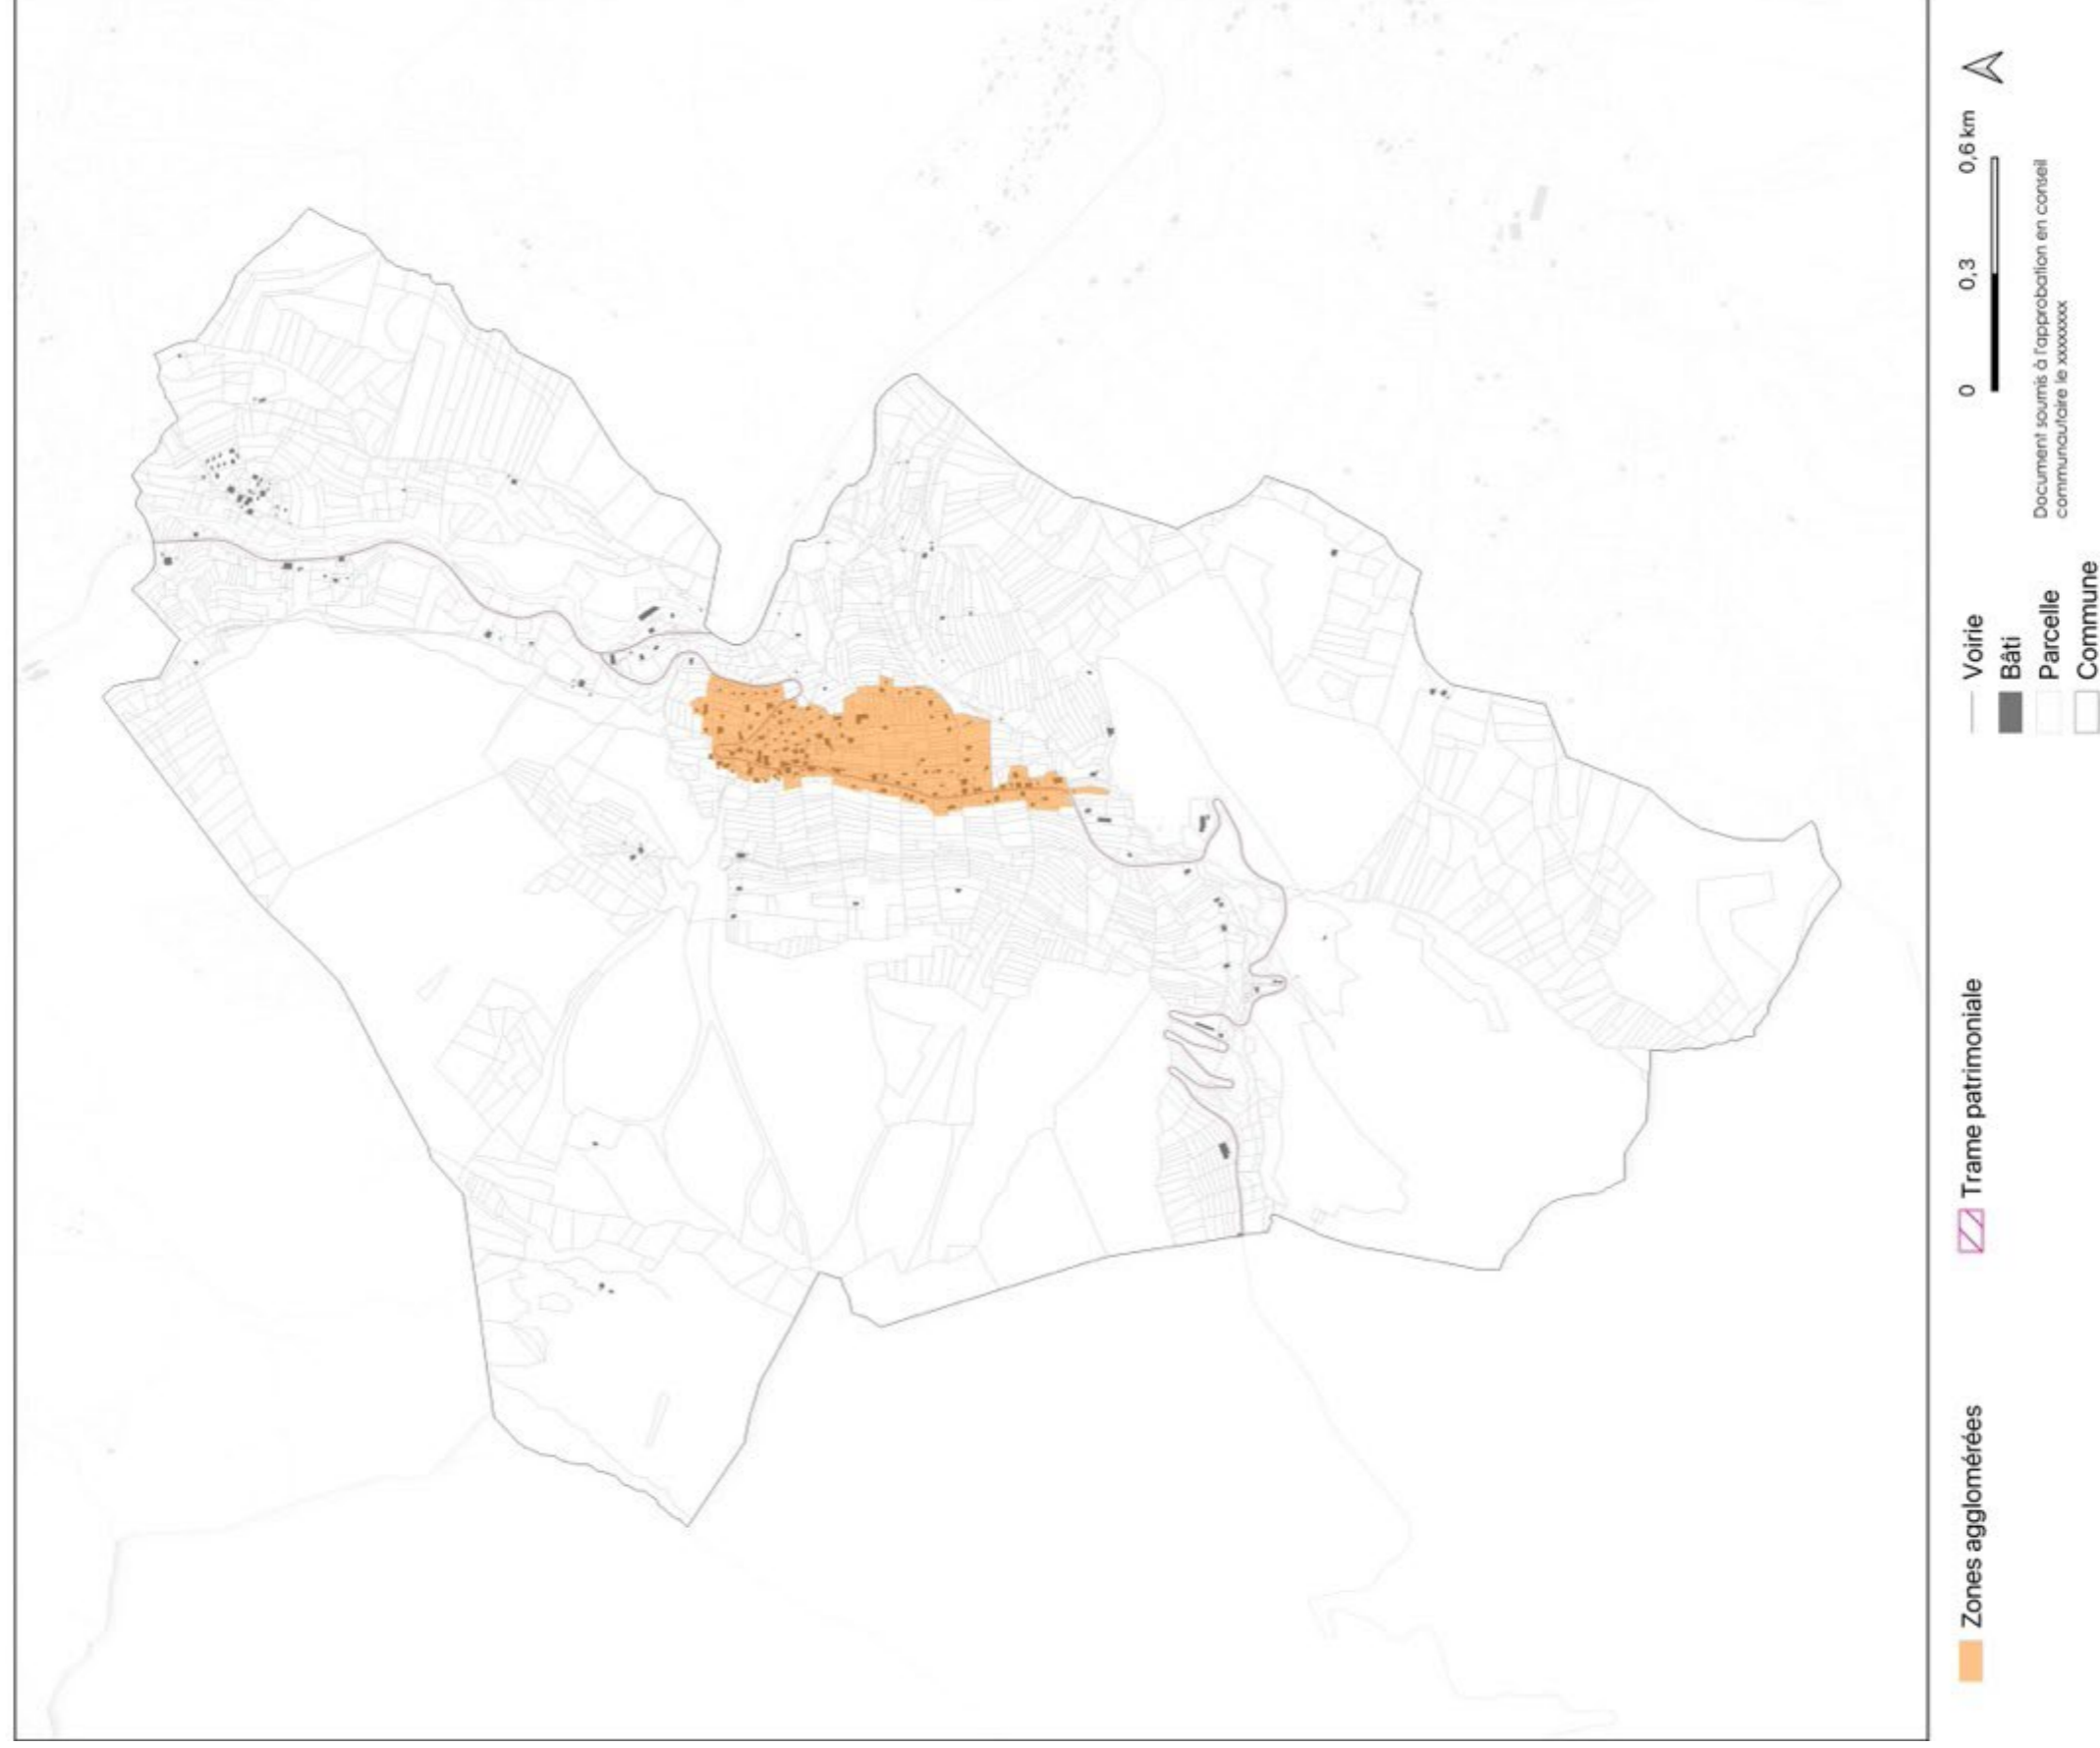 Zones agglomérées
Trame patrimoniale
Voirie
Bâti
Parcelle
Commune
0 0,3 0,6 km
Document soumis à l'approbation en conseil
communautaire le xxxxxxxx